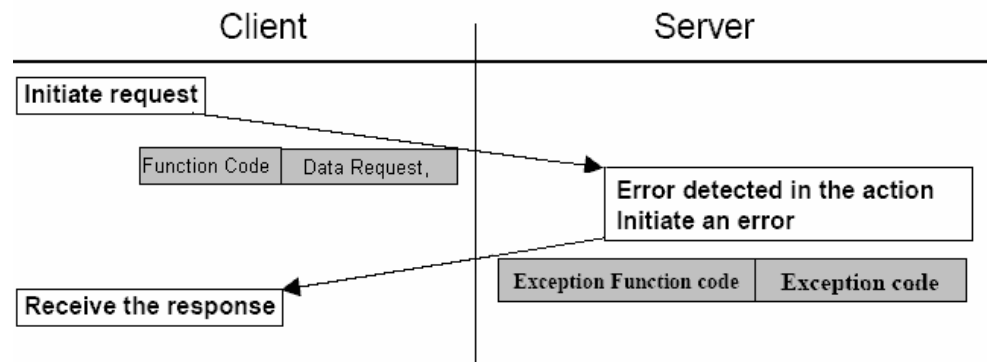 Client
Server
Initiate request
Function Code
Data Request,
Error detected in the action
Initiate an error
Exception Function code
Exception code
Receive the response